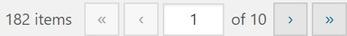 182 items « ‹ 1 of 10 › »